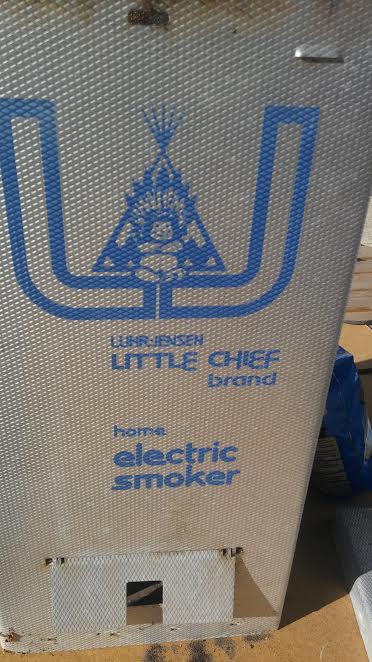 LUHR-JENSEN
LITTLE CHIEF
brand
home
electric
smoker